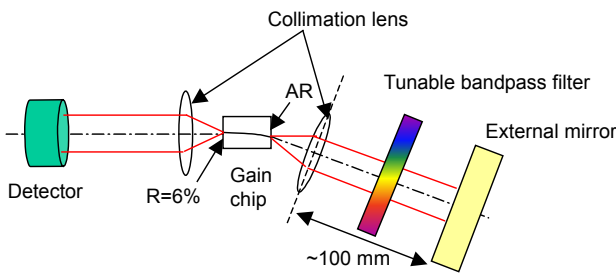 Collimation lens
AR
Tunable bandpass filter
External mirror
Detector
R=6%
Gain
chip
~100 mm